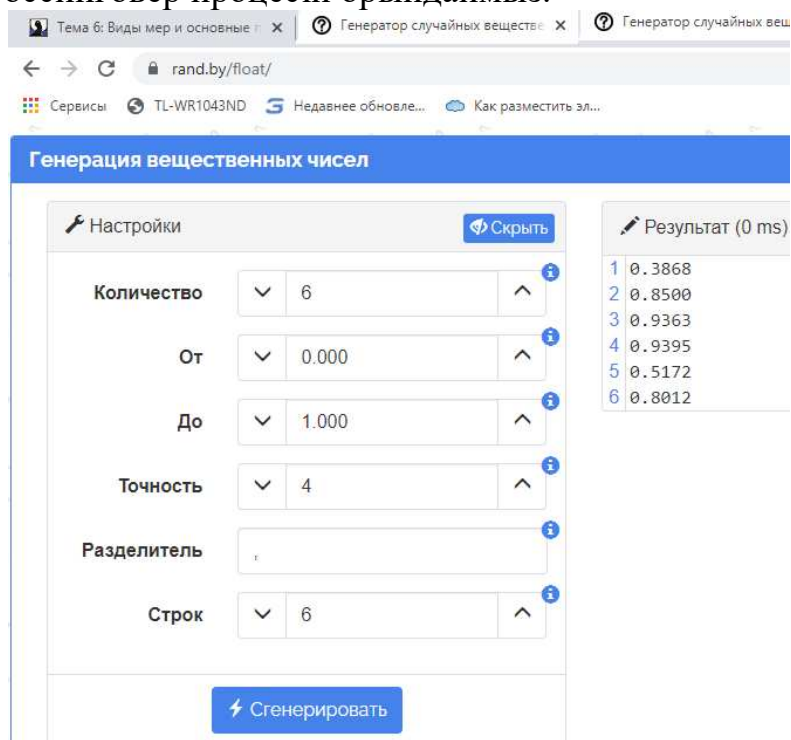 Тема 6: Виды мер и основные
Генератор случайных веществе
Генератор случайных вещ
rand.by/float/
Сервисы TL-WR1043ND Недавнее обновле... Как разместить эл...
Генерация вещественных чисел
Настройки
Скрыть
Количество 6
От 0.000
До 1.000
Точность 4
Разделитель ,
Строк 6
Сгенерировать
Результат (0 ms)
1 0.3868
2 0.8500
3 0.9363
4 0.9395
5 0.5172
6 0.8012